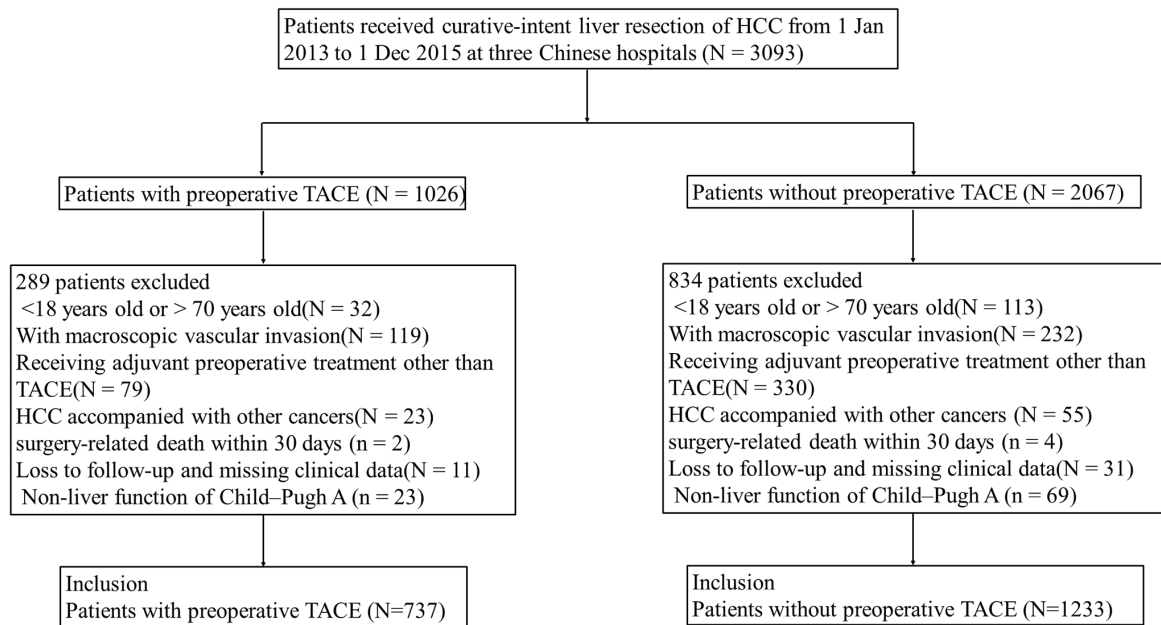 Patients received curative-intent liver resection of HCC from 1 Jan
2013 to 1 Dec 2015 at three Chinese hospitals (N = 3093)
Patients with preoperative TACE (N = 1026)
Patients without preoperative TACE (N = 2067)
289 patients excluded
<18 years old or > 70 years old(N = 32)
With macroscopic vascular invasion(N = 119)
Receiving adjuvant preoperative treatment other than
TACE(N = 79)
HCC accompanied with other cancers(N = 23)
surgery-related death within 30 days (n = 2)
Loss to follow-up and missing clinical data(N = 11)
Non-liver function of Child–Pugh A (n = 23)
834 patients excluded
<18 years old or > 70 years old(N = 113)
With macroscopic vascular invasion(N = 232)
Receiving adjuvant preoperative treatment other than
TACE(N = 330)
HCC accompanied with other cancers (N = 55)
surgery-related death within 30 days (n = 4)
Loss to follow-up and missing clinical data(N = 31)
Non-liver function of Child–Pugh A (n = 69)
Inclusion
Patients with preoperative TACE (N=737)
Inclusion
Patients without preoperative TACE (N=1233)